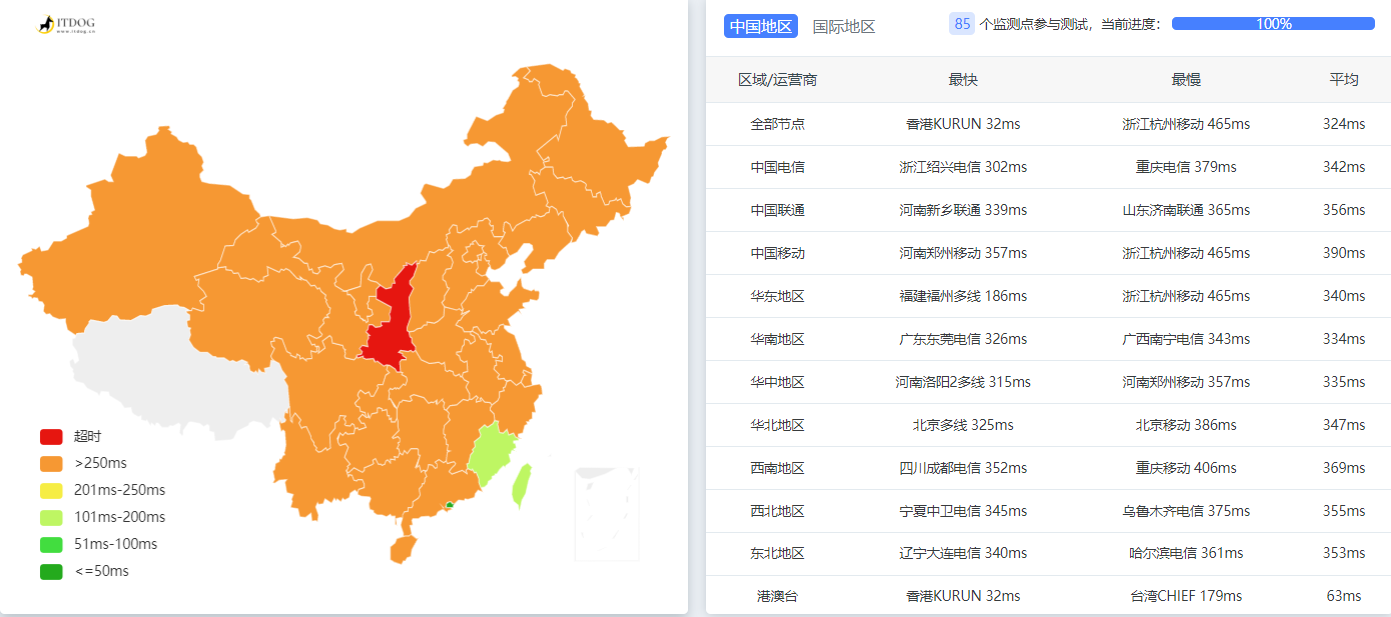 ITDOG
www.itdog.cn
超时
>250ms
201ms-250ms
101ms-200ms
51ms-100ms
<=50ms
中国地区 国际地区 85 个监测点参与测试，当前进度： 100%
区域/运营商 最快 最慢 平均
全部节点 香港KURUN 32ms 浙江杭州移动 465ms 324ms
中国电信 浙江绍兴电信 302ms 重庆电信 379ms 342ms
中国联通 河南新乡联通 339ms 山东济南联通 365ms 356ms
中国移动 河南郑州移动 357ms 浙江杭州移动 465ms 390ms
华东地区 福建福州多线 186ms 浙江杭州移动 465ms 340ms
华南地区 广东东莞电信 326ms 广西南宁电信 343ms 334ms
华中地区 河南洛阳2多线 315ms 河南郑州移动 357ms 335ms
华北地区 北京多线 325ms 北京移动 386ms 347ms
西南地区 四川成都电信 352ms 重庆移动 406ms 369ms
西北地区 宁夏中卫电信 345ms 乌鲁木齐电信 375ms 355ms
东北地区 辽宁大连电信 340ms 哈尔滨电信 361ms 353ms
港澳台 香港KURUN 32ms 台湾CHIEF 179ms 63ms